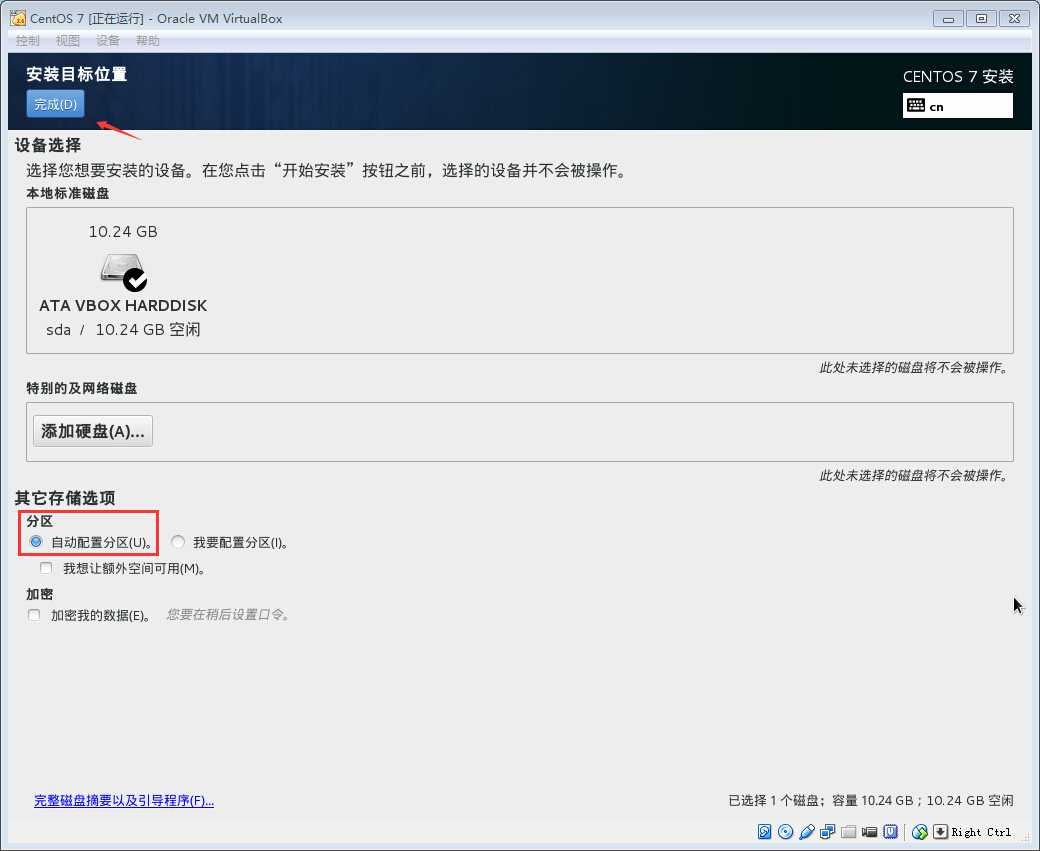 CentOS 7 [正在运行] - Oracle VM VirtualBox
控制 视图 设备 帮助
安装目标位置
CENTOS 7 安装
完成(D)
cn
设备选择
选择您想要安装的设备。在您点击“开始安装”按钮之前，选择的设备并不会被操作。
本地标准磁盘
10.24 GB
ATA VBOX HARDDISK
sda / 10.24 GB 空闲
此处未选择的磁盘将不会被操作。
特别的及网络磁盘
添加硬盘(A)...
此处未选择的磁盘将不会被操作。
其它存储选项
分区
自动配置分区(U)。 我要配置分区(I)。
我想让额外空间可用(M)。
加密
加密我的数据(E)。 您要在稍后设置口令。
完整磁盘摘要以及引导程序(F)...
已选择 1 个磁盘；容量 10.24 GB；10.24 GB 空闲
Right Ctrl